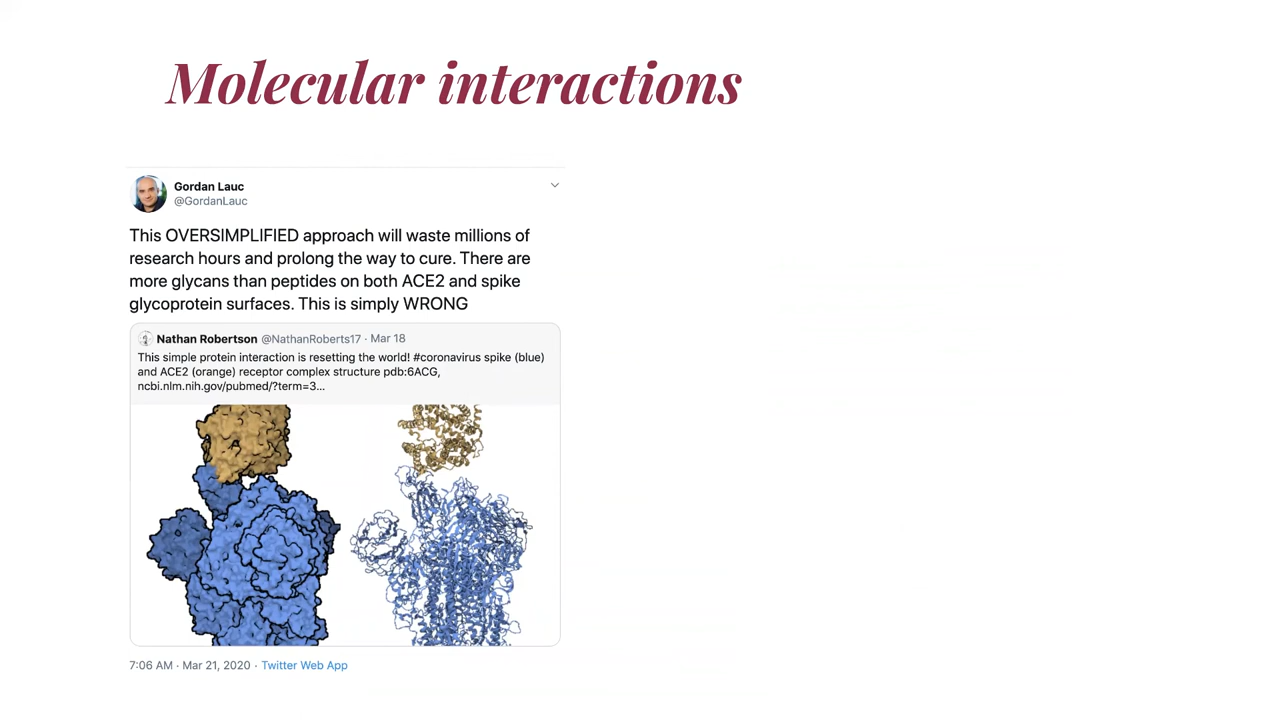 Molecular interactions
Gordan Lauc
@GordanLauc
This OVERSIMPLIFIED approach will waste millions of
research hours and prolong the way to cure. There are
more glycans than peptides on both ACE2 and spike
glycoprotein surfaces. This is simply WRONG
Nathan Robertson @NathanRoberts17 · Mar 18
This simple protein interaction is resetting the world! #coronavirus spike (blue)
and ACE2 (orange) receptor complex structure pdb:6ACG,
ncbi.nlm.nih.gov/pubmed/?term=3...
7:06 AM · Mar 21, 2020 · Twitter Web App